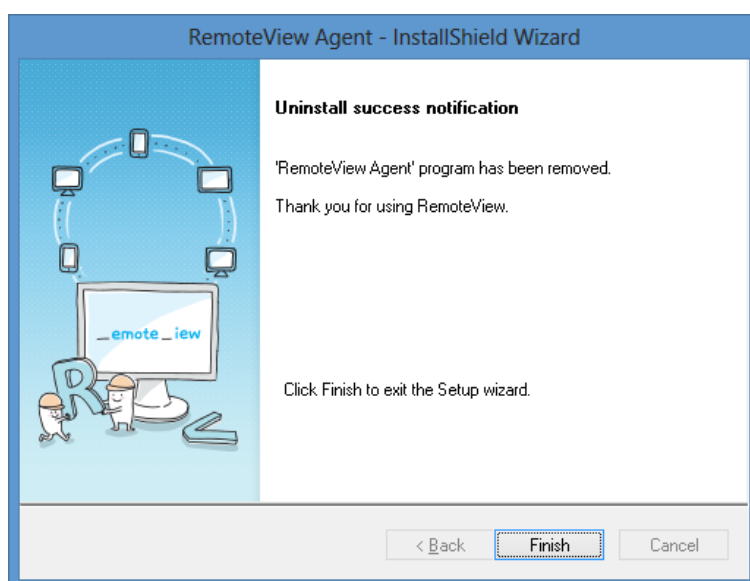 RemoteView Agent - InstallShield Wizard
Uninstall success notification
'RemoteView Agent' program has been removed.
Thank you for using RemoteView.
_emote_iew
R
V
Click Finish to exit the Setup wizard.
< Back
Finish
Cancel